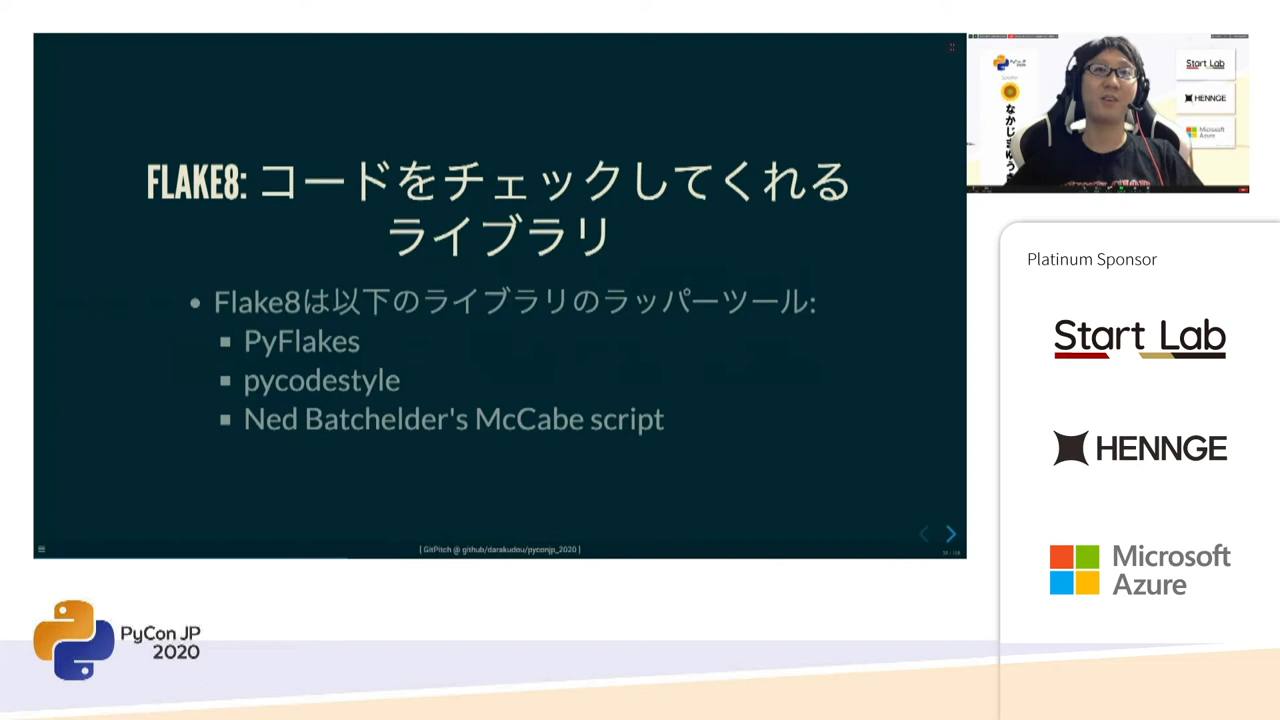 FLAKE8: コードをチェックしてくれる
ライブラリ
Flake8は以下のライブラリのラッパーツール:
PyFlakes
pycodestyle
Ned Batchelder's McCabe script
[ GitPitch @ github/darakudou/pyconjp_2020 ]
PyCon JP
2020
Start Lab
HENNGE
Microsoft
Azure
Platinum Sponsor
Start Lab
HENNGE
Microsoft
Azure
PyCon JP
2020